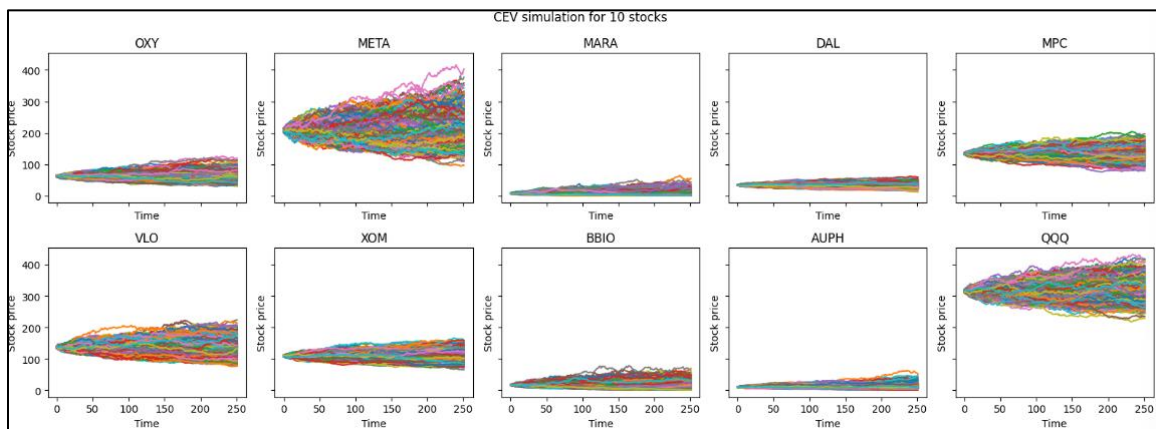 CEV simulation for 10 stocks
OXY META MARA DAL MPC
400
300
200
100
0
Stock price Stock price Stock price Stock price Stock price
Time Time Time Time Time
VLO XOM BBIO AUPH QQQ
400
300
200
100
0
Stock price Stock price Stock price Stock price Stock price
0 50 100 150 200 250 0 50 100 150 200 250 0 50 100 150 200 250 0 50 100 150 200 250 0 50 100 150 200 250
Time Time Time Time Time